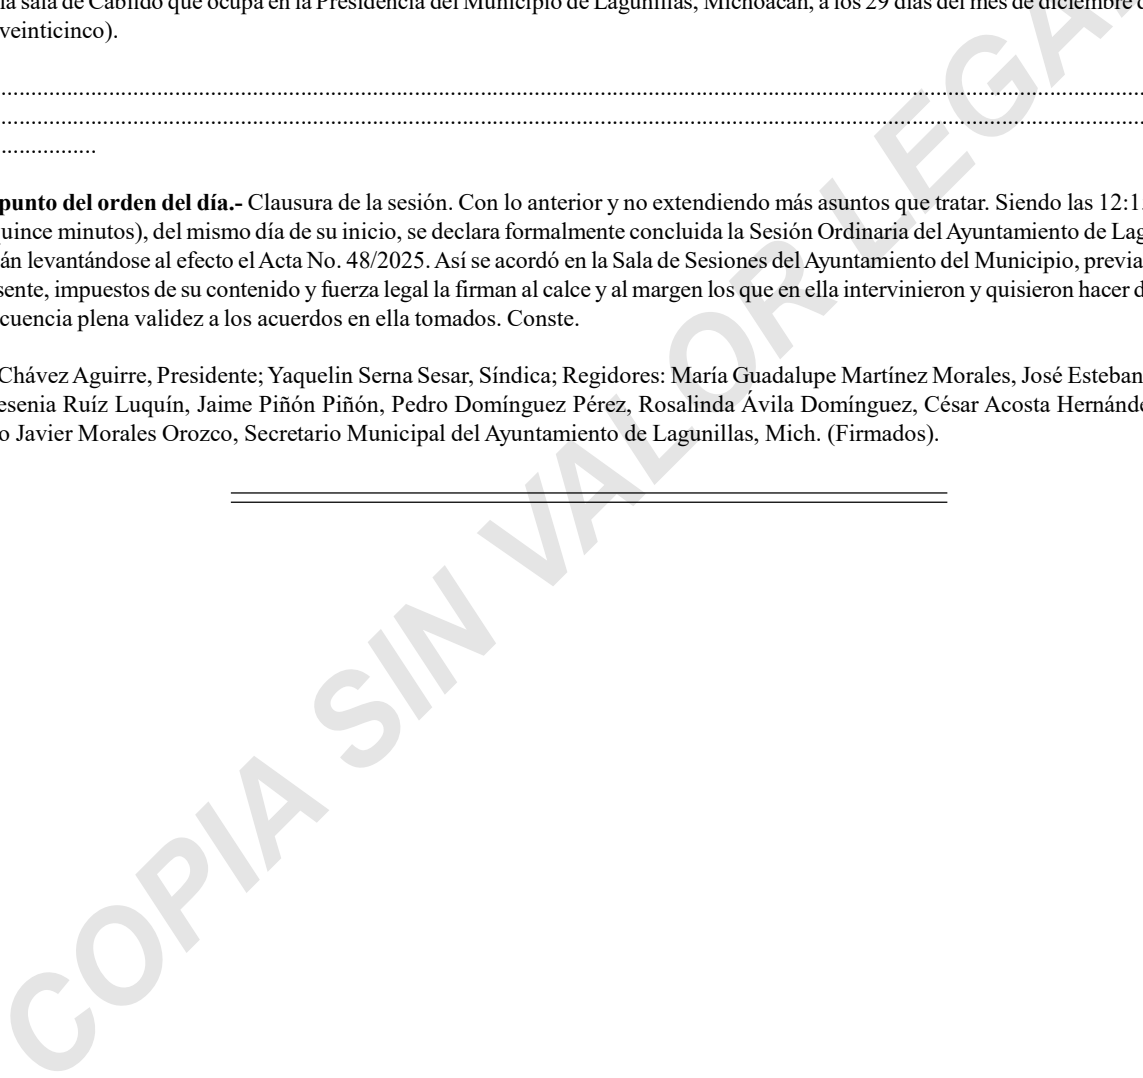 la sala de Cabildo que ocupa en la Presidencia del Municipio de Lagunillas, Michoacán, a los 29 días del mes de diciembre
veinticinco).
................................................................................
................................................................................
.................
punto del orden del día.- Clausura de la sesión. Con lo anterior y no extendiendo más asuntos que tratar. Siendo las 12:1
uince minutos), del mismo día de su inicio, se declara formalmente concluida la Sesión Ordinaria del Ayuntamiento de Lag
án levantándose al efecto el Acta No. 48/2025. Así se acordó en la Sala de Sesiones del Ayuntamiento del Municipio, previa
sente, impuestos de su contenido y fuerza legal la firman al calce y al margen los que en ella intervinieron y quisieron hacer d
cuencia plena validez a los acuerdos en ella tomados. Conste.
Chávez Aguirre, Presidente; Yaquelin Serna Sesar, Síndica; Regidores: María Guadalupe Martínez Morales, José Esteban
esenia Ruíz Luquín, Jaime Piñón Piñón, Pedro Domínguez Pérez, Rosalinda Ávila Domínguez, César Acosta Hernánde
o Javier Morales Orozco, Secretario Municipal del Ayuntamiento de Lagunillas, Mich. (Firmados).
COPIA SIN VALOR LEGA